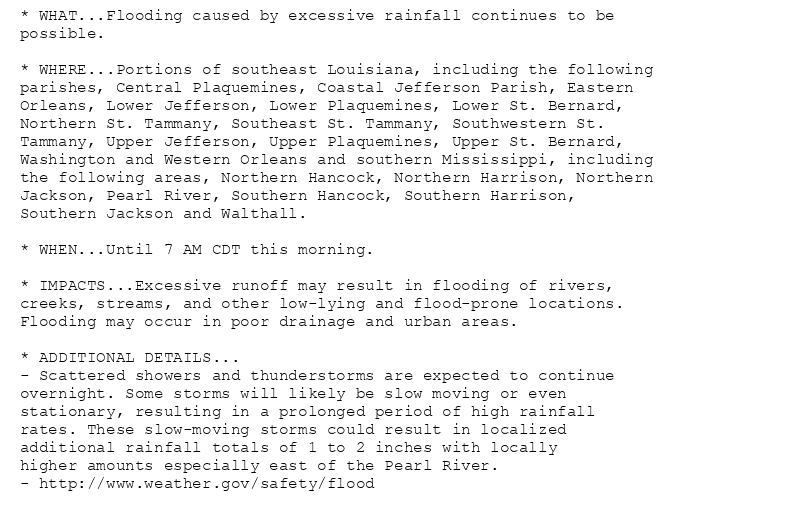 * WHAT...Flooding caused by excessive rainfall continues to be
possible.
* WHERE...Portions of southeast Louisiana, including the following
parishes, Central Plaquemines, Coastal Jefferson Parish, Eastern
Orleans, Lower Jefferson, Lower Plaquemines, Lower St. Bernard,
Northern St. Tammany, Southeast St. Tammany, Southwestern St.
Tammany, Upper Jefferson, Upper Plaquemines, Upper St. Bernard,
Washington and Western Orleans and southern Mississippi, including
the following areas, Northern Hancock, Northern Harrison, Northern
Jackson, Pearl River, Southern Hancock, Southern Harrison,
Southern Jackson and Walthall.
* WHEN...Until 7 AM CDT this morning.
* IMPACTS...Excessive runoff may result in flooding of rivers,
creeks, streams, and other low-lying and flood-prone locations.
Flooding may occur in poor drainage and urban areas.
* ADDITIONAL DETAILS...
- Scattered showers and thunderstorms are expected to continue
overnight. Some storms will likely be slow moving or even
stationary, resulting in a prolonged period of high rainfall
rates. These slow-moving storms could result in localized
additional rainfall totals of 1 to 2 inches with locally
higher amounts especially east of the Pearl River.
- http://www.weather.gov/safety/flood